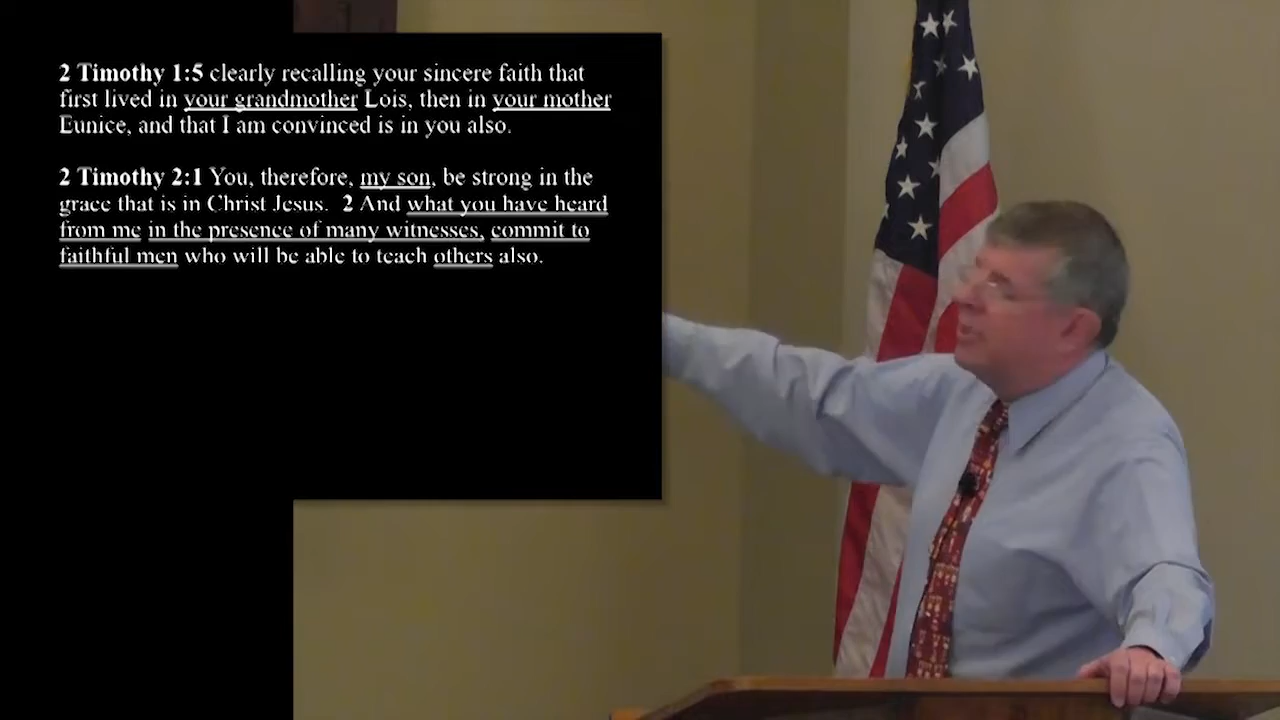 2 Timothy 1:5 clearly recalling your sincere faith that
first lived in your grandmother Lois, then in your mother
Eunice, and that I am convinced is in you also.
2 Timothy 2:1 You, therefore, my son, be strong in the
grace that is in Christ Jesus. 2 And what you have heard
from me in the presence of many witnesses, commit to
faithful men who will be able to teach others also.